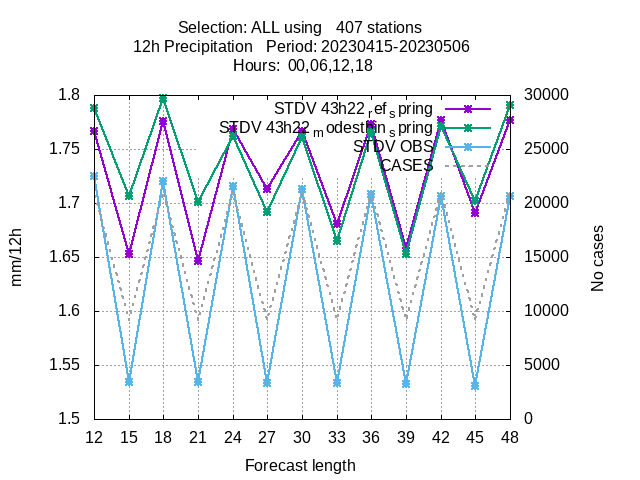 Selection: ALL using   407 stations
12h Precipitation   Period: 20230415-20230506
Hours:  00,06,12,18
STDV 43h22_ref_spring
STDV 43h22_modestmin_spring
STDV OBS
CASES
1.8
1.75
1.7
1.65
1.6
1.55
1.5
30000
25000
20000
15000
10000
5000
0
mm/12h
No cases
12 15 18 21 24 27 30 33 36 39 42 45 48
Forecast length